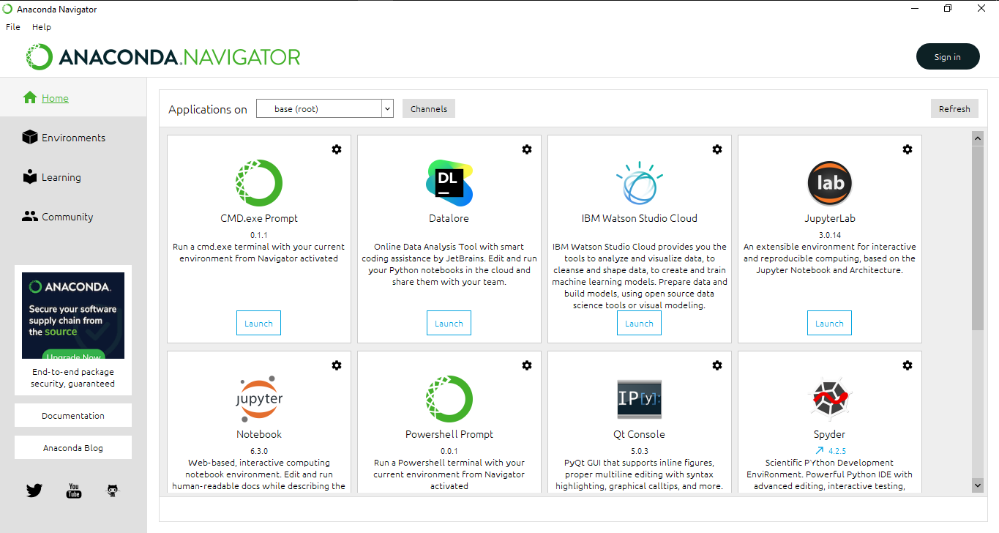 Anaconda Navigator
File Help
ANACONDA.NAVIGATOR
Sign in
Home
Environments
Learning
Community
ANACONDA.
Secure your software
supply chain from
the source
Upgrade Now
End-to-end package
security, guaranteed
Documentation
Anaconda Blog
You
Tube
Applications on
base (root)
Channels
Refresh
CMD.exe Prompt
0.1.1
Run a cmd.exe terminal with your current
environment from Navigator activated
Launch
DL
Datalore
Online Data Analysis Tool with smart
coding assistance by JetBrains. Edit and run
your Python notebooks in the cloud and
share them with your team.
Launch
IBM Watson Studio Cloud
IBM Watson Studio Cloud provides you the
tools to analyze and visualize data, to
cleanse and shape data, to create and train
machine learning models. Prepare data and
build models, using open source data
science tools or visual modeling.
Launch
lab
JupyterLab
3.0.14
An extensible environment for interactive
and reproducible computing, based on the
Jupyter Notebook and Architecture.
Launch
jupyter
Notebook
6.3.0
Web-based, interactive computing
notebook environment. Edit and run
human-readable docs while describing the
Powershell Prompt
0.0.1
Run a Powershell terminal with your
current environment from Navigator
activated
IP[y]:
Qt Console
5.0.3
PyQt GUI that supports inline figures,
proper multiline editing with syntax
highlighting, graphical calltips, and more.
Spyder
4.2.5
Scientific PYthon Development
EnviRonment. Powerful Python IDE with
advanced editing, interactive testing,